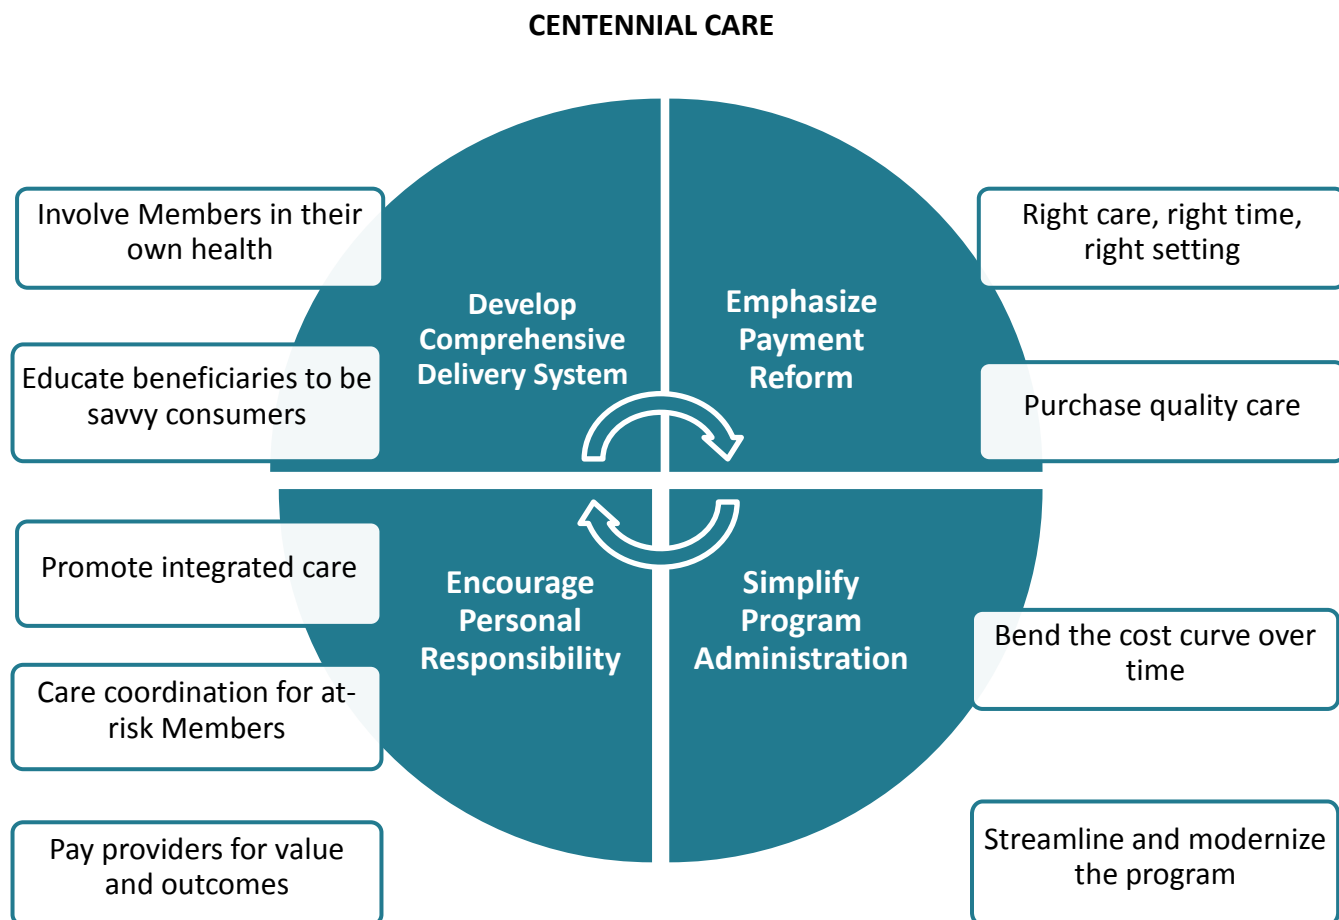 CENTENNIAL CARE
Involve Members in their
own health
Educate beneficiaries to be
savvy consumers
Promote integrated care
Care coordination for at-
risk Members
Pay providers for value
and outcomes
Develop
Comprehensive
Delivery System
Emphasize
Payment
Reform
Encourage
Personal
Responsibility
Simplify
Program
Administration
Right care, right time,
right setting
Purchase quality care
Bend the cost curve over
time
Streamline and modernize
the program